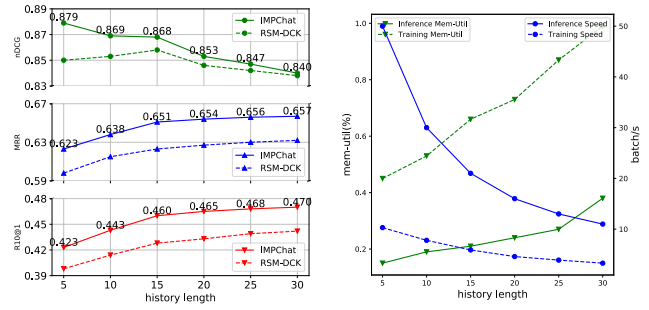 0.89
0.87
0.85
0.83
nDCG
0.879
0.869
0.868
0.853
0.847
0.840
IMPChat
RSM-DCK
0.67
0.63
0.59
MRR
0.623
0.638
0.651
0.654
0.656
0.657
IMPChat
RSM-DCK
0.48
0.45
0.42
0.39
R10@1
0.423
0.443
0.460
0.465
0.468
0.470
IMPChat
RSM-DCK
5 10 15 20 25 30
history length
Inference Mem-Util
Training Mem-Util
Inference Speed
Training Speed
1.0
0.8
0.6
0.4
0.2
mem-util(%)
50
40
30
20
10
batch/s
5 10 15 20 25 30
history length